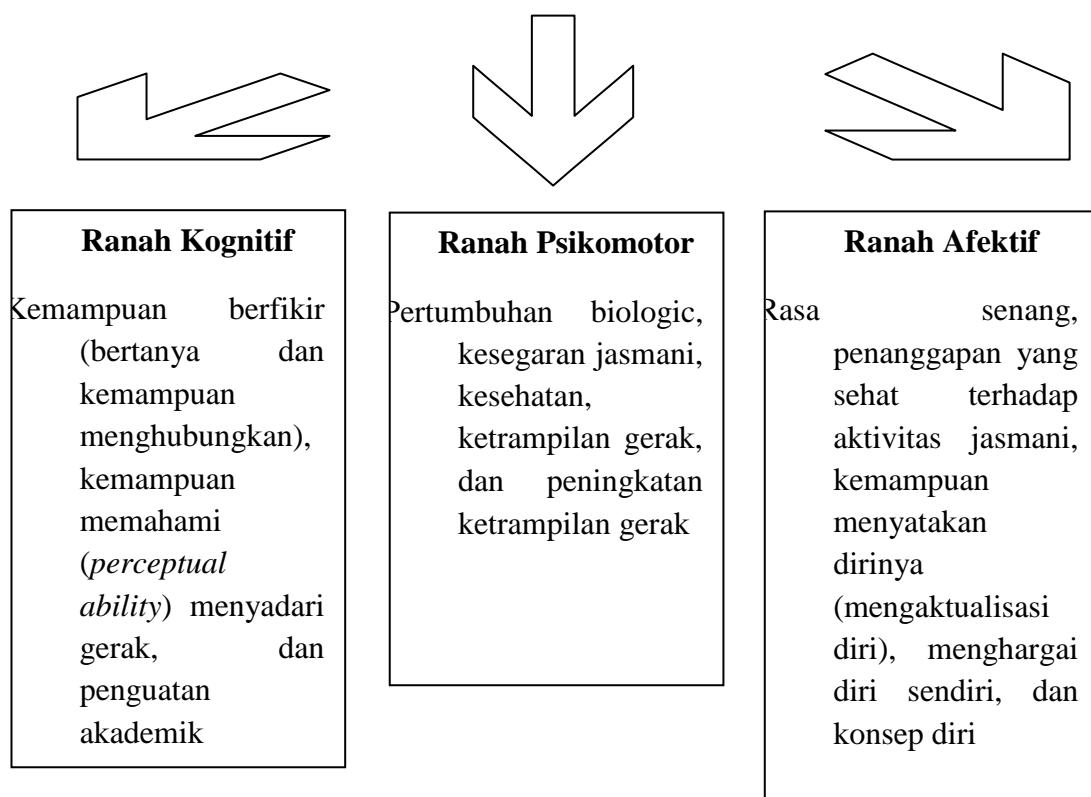 Ranah Kognitif
Kemampuan berfikir
(bertanya dan
kemampuan
menghubungkan),
kemampuan
memahami
(perceptual
ability) menyadari
gerak, dan
penguatan
akademik
Ranah Psikomotor
Pertumbuhan biologic,
kesegaran jasmani,
kesehatan,
ketrampilan gerak,
dan peningkatan
ketrampilan gerak
Ranah Afektif
Rasa senang,
penanggapan yang
sehat terhadap
aktivitas jasmani,
kemampuan
menyatakan
dirinya
(mengaktualisasi
diri), menghargai
diri sendiri, dan
konsep diri